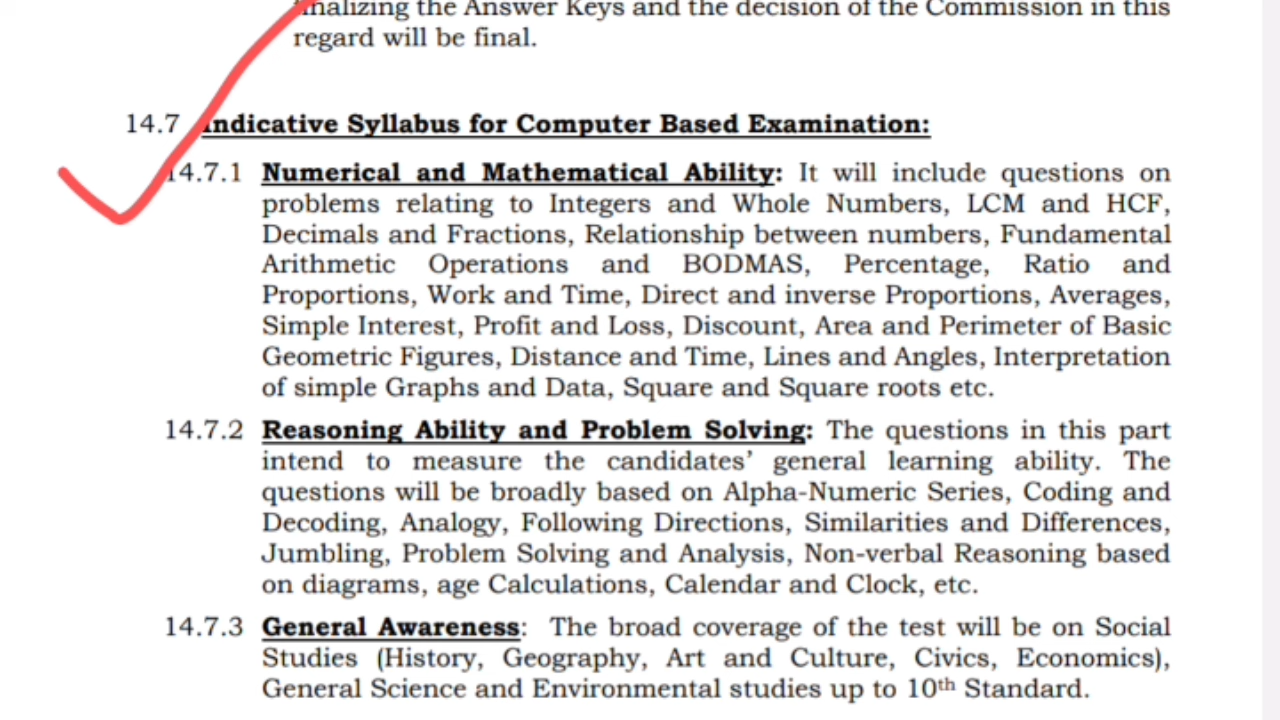 finalizing the Answer Keys and the decision of the Commission in this
regard will be final.
14.7 Indicative Syllabus for Computer Based Examination:
14.7.1 Numerical and Mathematical Ability: It will include questions on
problems relating to Integers and Whole Numbers, LCM and HCF,
Decimals and Fractions, Relationship between numbers, Fundamental
Arithmetic Operations and BODMAS, Percentage, Ratio and
Proportions, Work and Time, Direct and inverse Proportions, Averages,
Simple Interest, Profit and Loss, Discount, Area and Perimeter of Basic
Geometric Figures, Distance and Time, Lines and Angles, Interpretation
of simple Graphs and Data, Square and Square roots etc.
14.7.2 Reasoning Ability and Problem Solving: The questions in this part
intend to measure the candidates’ general learning ability. The
questions will be broadly based on Alpha-Numeric Series, Coding and
Decoding, Analogy, Following Directions, Similarities and Differences,
Jumbling, Problem Solving and Analysis, Non-verbal Reasoning based
on diagrams, age Calculations, Calendar and Clock, etc.
14.7.3 General Awareness: The broad coverage of the test will be on Social
Studies (History, Geography, Art and Culture, Civics, Economics),
General Science and Environmental studies up to 10th Standard.